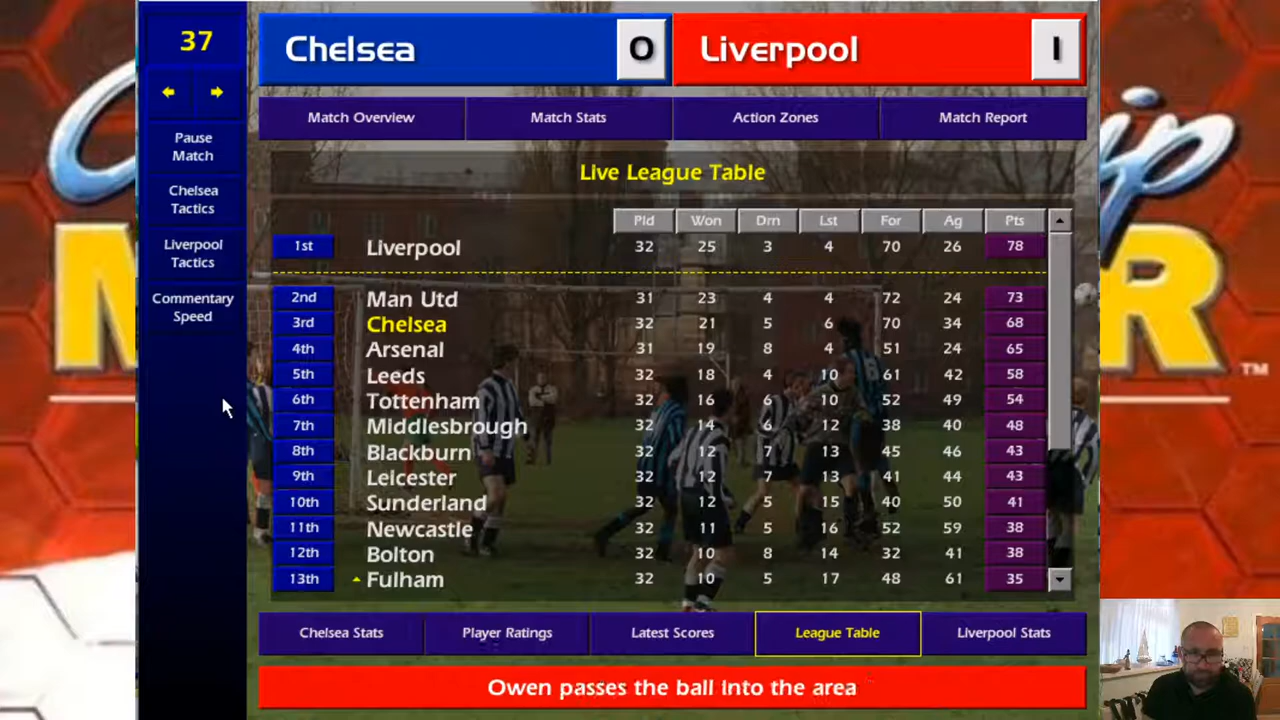 37
Chelsea 0 Liverpool 1
Match Overview Match Stats Action Zones Match Report
Pause
Match
Chelsea
Tactics
Liverpool
Tactics
Commentary
Speed
Live League Table
Pld Won Drn Lst For Ag Pts
1st Liverpool 32 25 3 4 70 26 78
2nd Man Utd 31 23 4 4 72 24 73
3rd Chelsea 32 21 5 6 70 34 68
4th Arsenal 31 19 8 4 51 24 65
5th Leeds 32 18 4 10 61 42 58
6th Tottenham 32 16 6 10 52 49 54
7th Middlesbrough 32 14 6 12 38 40 48
8th Blackburn 32 12 7 13 45 46 43
9th Leicester 32 12 7 13 41 44 43
10th Sunderland 32 12 5 15 40 50 41
11th Newcastle 32 11 5 16 52 59 38
12th Bolton 32 10 8 14 32 41 38
13th Fulham 32 10 5 17 48 61 35
Chelsea Stats Player Ratings Latest Scores League Table Liverpool Stats
Owen passes the ball into the area
TM